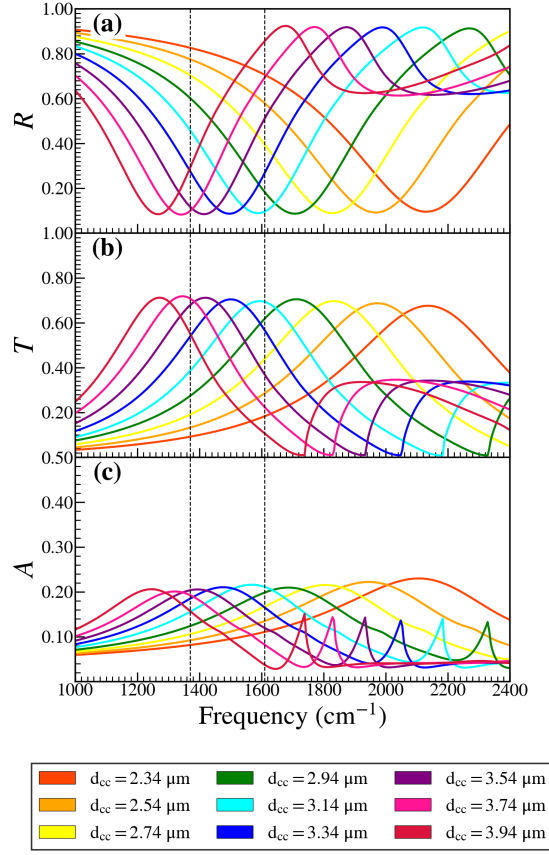 (a)
1.00
0.80
0.60
0.40
0.20
R
(b)
1.00
0.80
0.60
0.40
0.20
T
(c)
0.50
0.40
0.30
0.20
0.10
A
1000 1200 1400 1600 1800 2000 2200 2400
Frequency (cm⁻¹)
d_cc = 2.34 µm d_cc = 2.94 µm d_cc = 3.54 µm
d_cc = 2.54 µm d_cc = 3.14 µm d_cc = 3.74 µm
d_cc = 2.74 µm d_cc = 3.34 µm d_cc = 3.94 µm